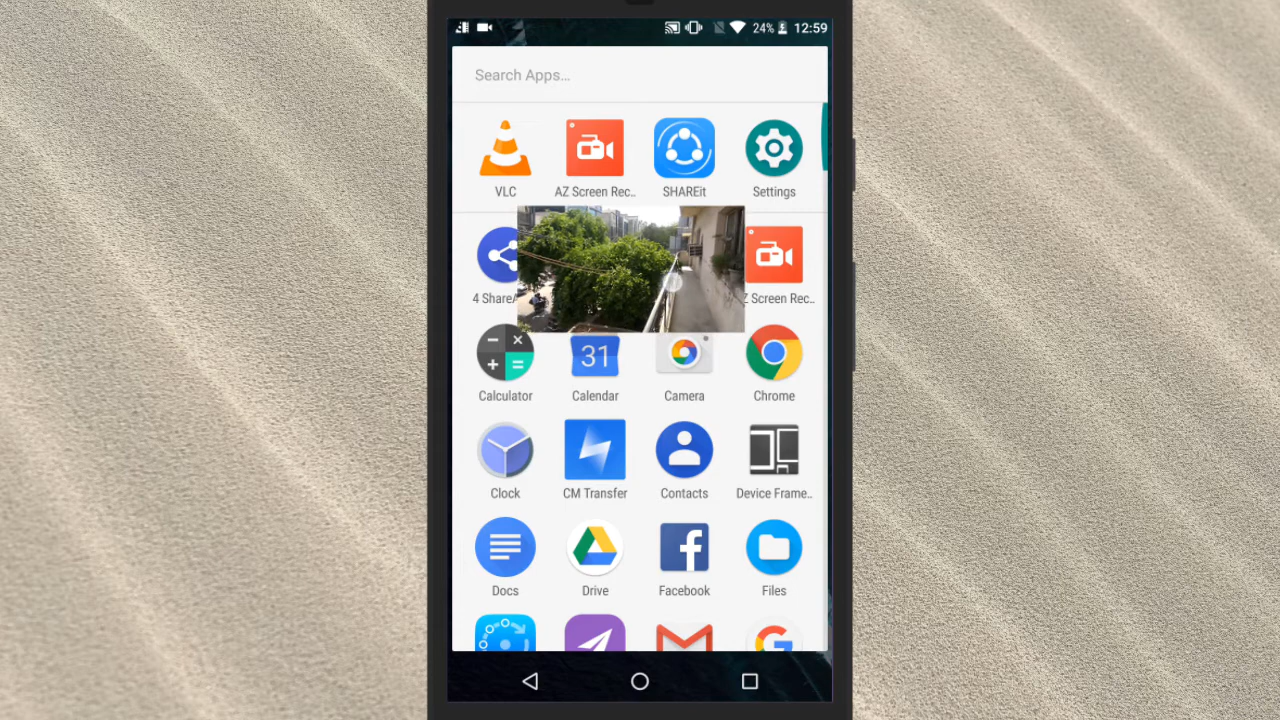 24% 12:59
Search Apps...
VLC AZ Screen Rec.. SHAREit Settings
4 ShareA Z Screen Rec..
31
Calculator Calendar Camera Chrome
Clock CM Transfer Contacts Device Frame..
Docs Drive Facebook Files